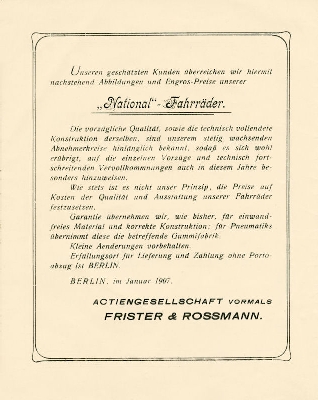 Unseren geschätzten Kunden überreichen wir hiermit
nachstehend Abbildungen und Engros-Preise unserer
„National"-Fahrräder.
Die vorzügliche Qualität, sowie die technisch vollendete
Konstruktion derselben, sind unserem stetig wachsenden
Abnehmerkreise hinlänglich bekannt, sodaß es sich wohl
erübrigt, auf die einzelnen Vorzüge und technisch fort-
schreitenden Vervollkommnungen auch in diesem Jahre be-
sonders hinzuweisen.
Wie stets ist es nicht unser Prinzip, die Preise auf
Kosten der Qualität und Ausstattung unserer Fahrräder
festzusetzen.
Garantie übernehmen wir, wie bisher, für einwand-
freies Material und korrekte Konstruktion; für Pneumatiks
übernimmt diese die betreffende Gummifabrik.
Kleine Aenderungen vorbehalten.
Erfüllungsort für Lieferung und Zahlung ohne Porto-
abzug ist BERLIN.
BERLIN, im Januar 1907.
ACTIENGESELLSCHAFT VORMALS
FRISTER & ROSSMANN.